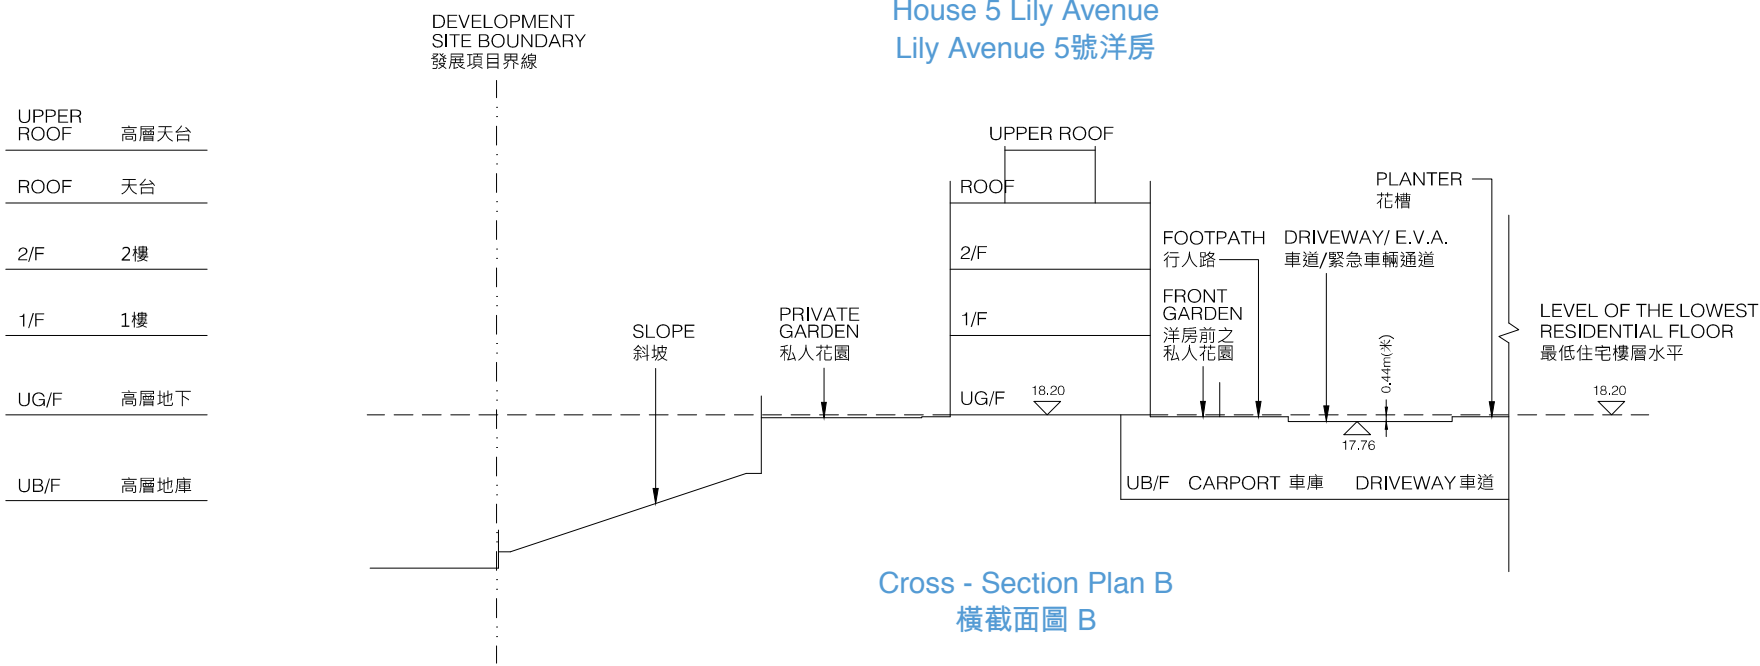 House 5 Lily Avenue
Lily Avenue 5號洋房
DEVELOPMENT
SITE BOUNDARY
發展項目界線
UPPER
ROOF 高層天台
ROOF 天台
2/F 2樓
1/F 1樓
UG/F 高層地下
UB/F 高層地庫
UPPER ROOF
ROOF
2/F
1/F
UG/F
18.20
SLOPE
斜坡
PRIVATE
GARDEN
私人花園
FOOTPATH
行人路
FRONT
GARDEN
洋房前之
私人花園
DRIVEWAY/ E.V.A.
車道/緊急車輛通道
PLANTER
花槽
0.44m(米)
17.76
LEVEL OF THE LOWEST
RESIDENTIAL FLOOR
最低住宅樓層水平
18.20
UB/F CARPORT 車庫 DRIVEWAY 車道
Cross - Section Plan B
橫截面圖 B